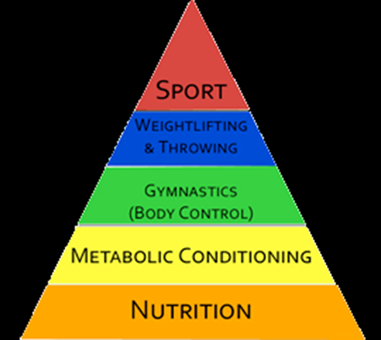 Sport
Weightlifting
& Throwing
Gymnastics
(Body Control)
Metabolic Conditioning
Nutrition